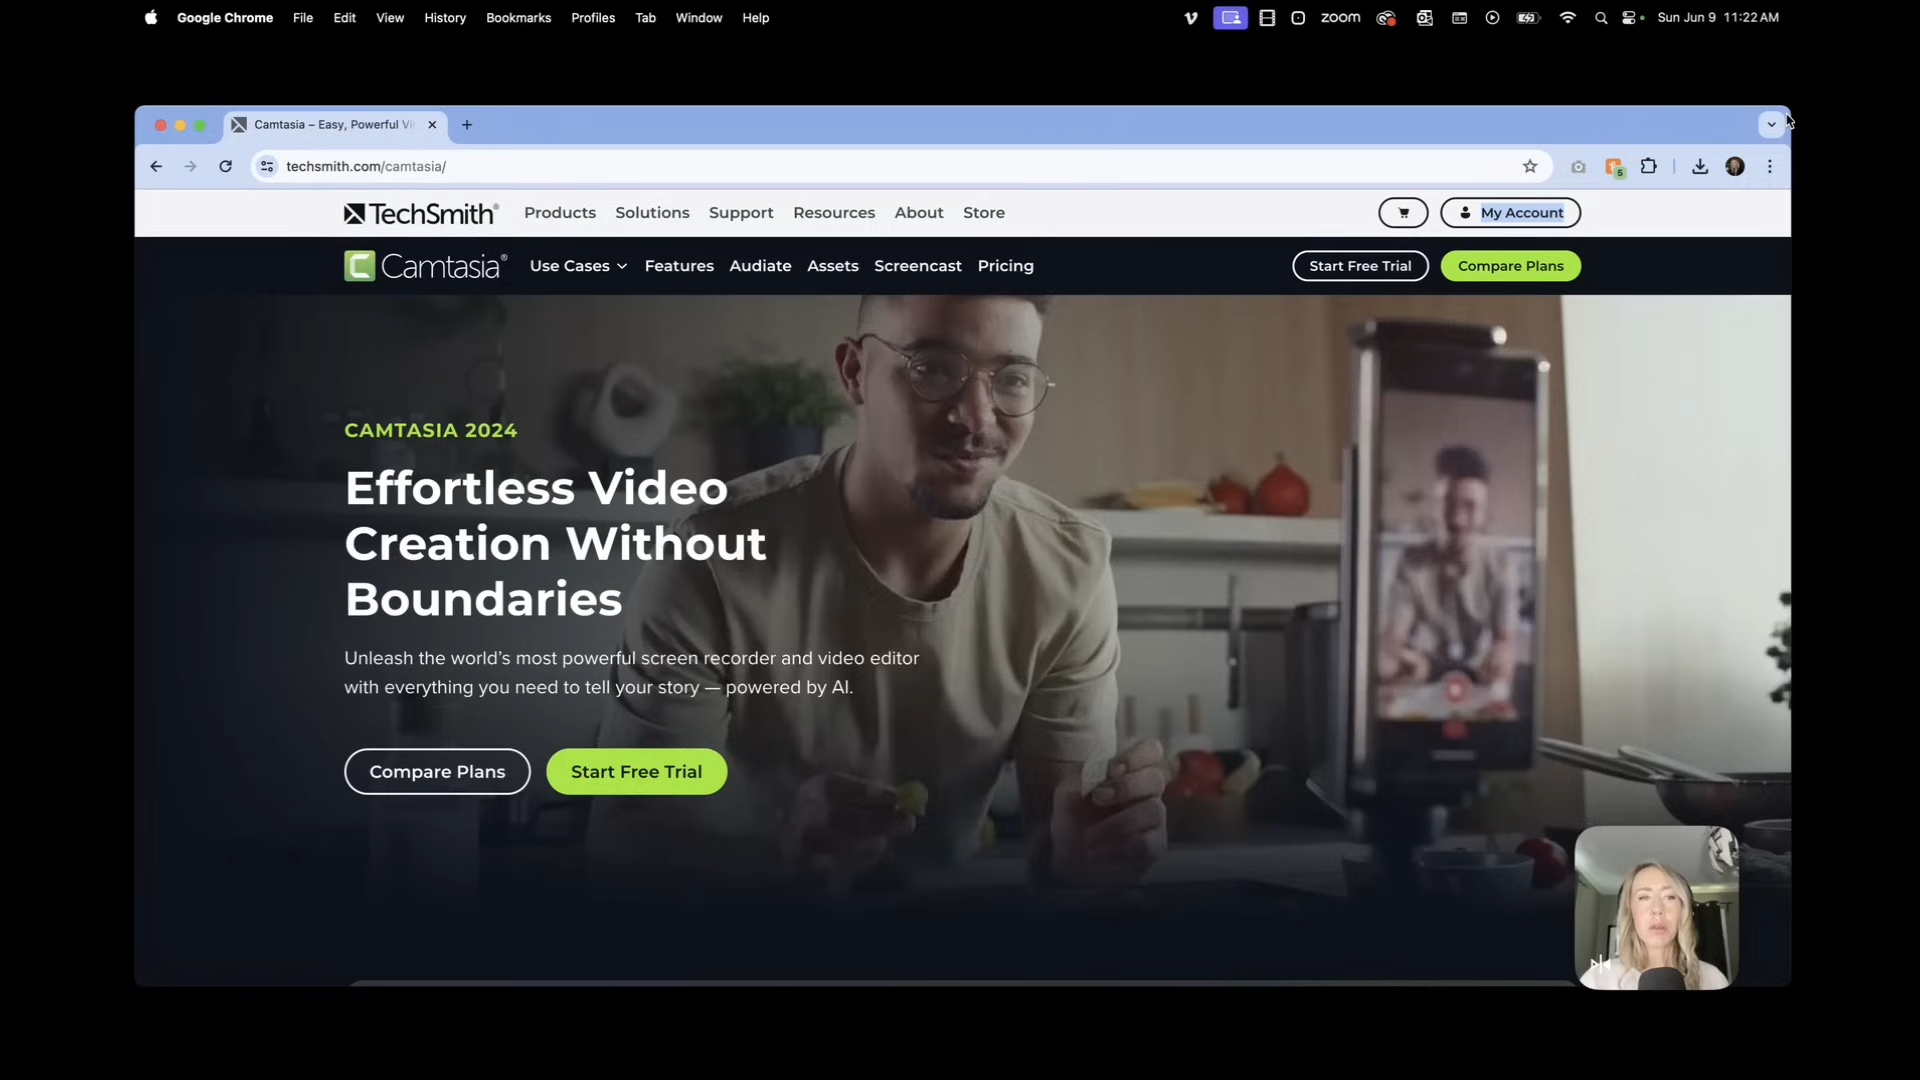 Google Chrome File Edit View History Bookmarks Profiles Tab Window Help zoom Sun Jun 9 11:22 AM
Camtasia – Easy, Powerful Vi
techsmith.com/camtasia/
5
TechSmith® Products Solutions Support Resources About Store My Account
Camtasia® Use Cases Features Audiate Assets Screencast Pricing Start Free Trial Compare Plans
CAMTASIA 2024
Effortless Video
Creation Without
Boundaries
Unleash the world’s most powerful screen recorder and video editor
with everything you need to tell your story — powered by AI.
Compare Plans Start Free Trial